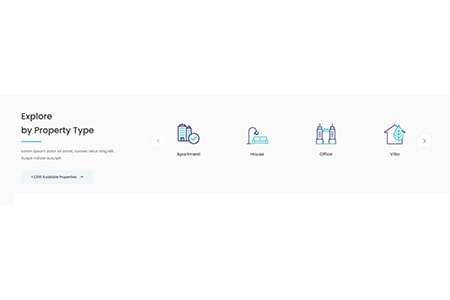 Explore
by Property Type
Lorem ipsum dolor sit amet, consec tetur cing elit.
Suspe ndisse suscipit
+2200 Available Properties
Apartment
House
Office
Villa